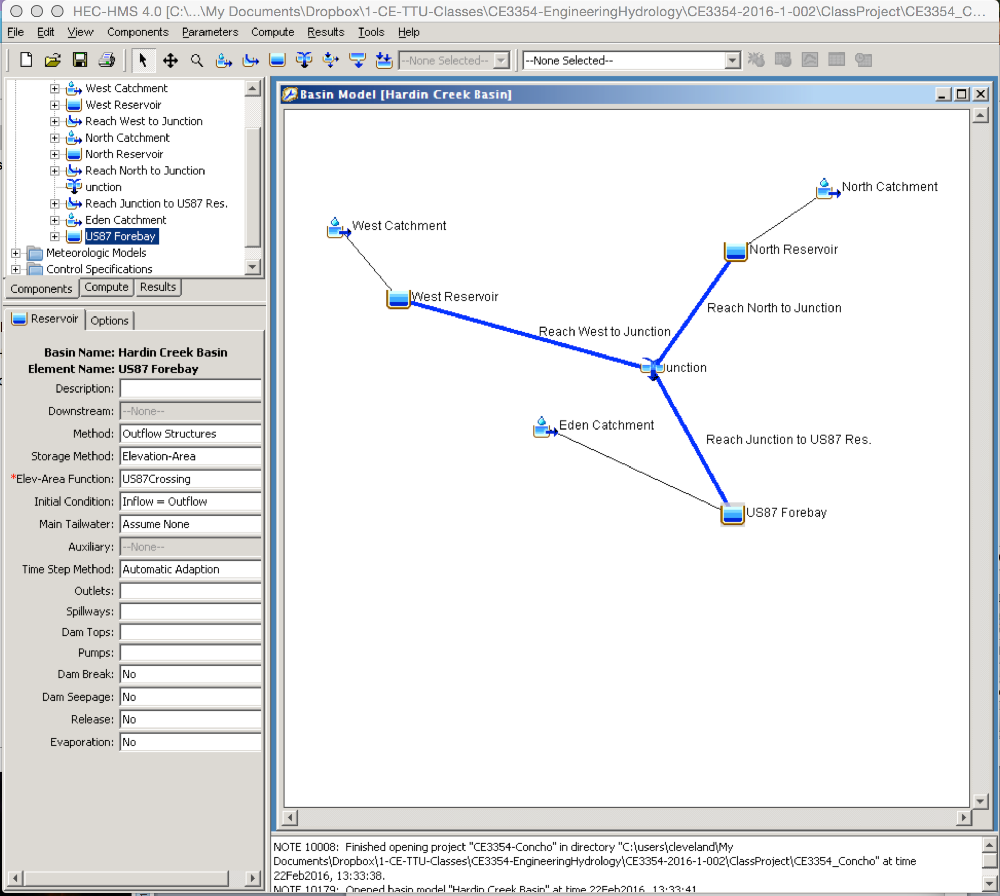 HEC-HMS 4.0 [C:\...\My Documents\Dropbox\1-CE-TTU-Classes\CE3354-EngineeringHydrology\CE3354-2016-1-002\ClassProject\CE3354_C...
File Edit View Components Parameters Compute Results Tools Help
--None Selected-- --None Selected--
West Catchment
West Reservoir
Reach West to Junction
North Catchment
North Reservoir
Reach North to Junction
unction
Reach Junction to US87 Res.
Eden Catchment
US87 Forebay
Meteorologic Models
Control Specifications
Components Compute Results
Reservoir Options
Basin Name: Hardin Creek Basin
Element Name: US87 Forebay
Description:
Downstream: --None--
Method: Outflow Structures
Storage Method: Elevation-Area
*Elev-Area Function: US87Crossing
Initial Condition: Inflow = Outflow
Main Tailwater: Assume None
Auxiliary: --None--
Time Step Method: Automatic Adaption
Outlets:
Spillways:
Dam Tops:
Pumps:
Dam Break: No
Dam Seepage: No
Release: No
Evaporation: No
Basin Model [Hardin Creek Basin]
North Catchment
West Catchment
North Reservoir
West Reservoir
Reach North to Junction
Reach West to Junction
unction
Eden Catchment
Reach Junction to US87 Res.
US87 Forebay
NOTE 10008: Finished opening project "CE3354-Concho" in directory "C:\users\cleveland\My
Documents\Dropbox\1-CE-TTU-Classes\CE3354-EngineeringHydrology\CE3354-2016-1-002\ClassProject\CE3354_Concho" at time
22Feb2016, 13:33:38.
NOTE 10179: Opened basin model "Hardin Creek Basin" at time 22Feb2016, 13:33:41